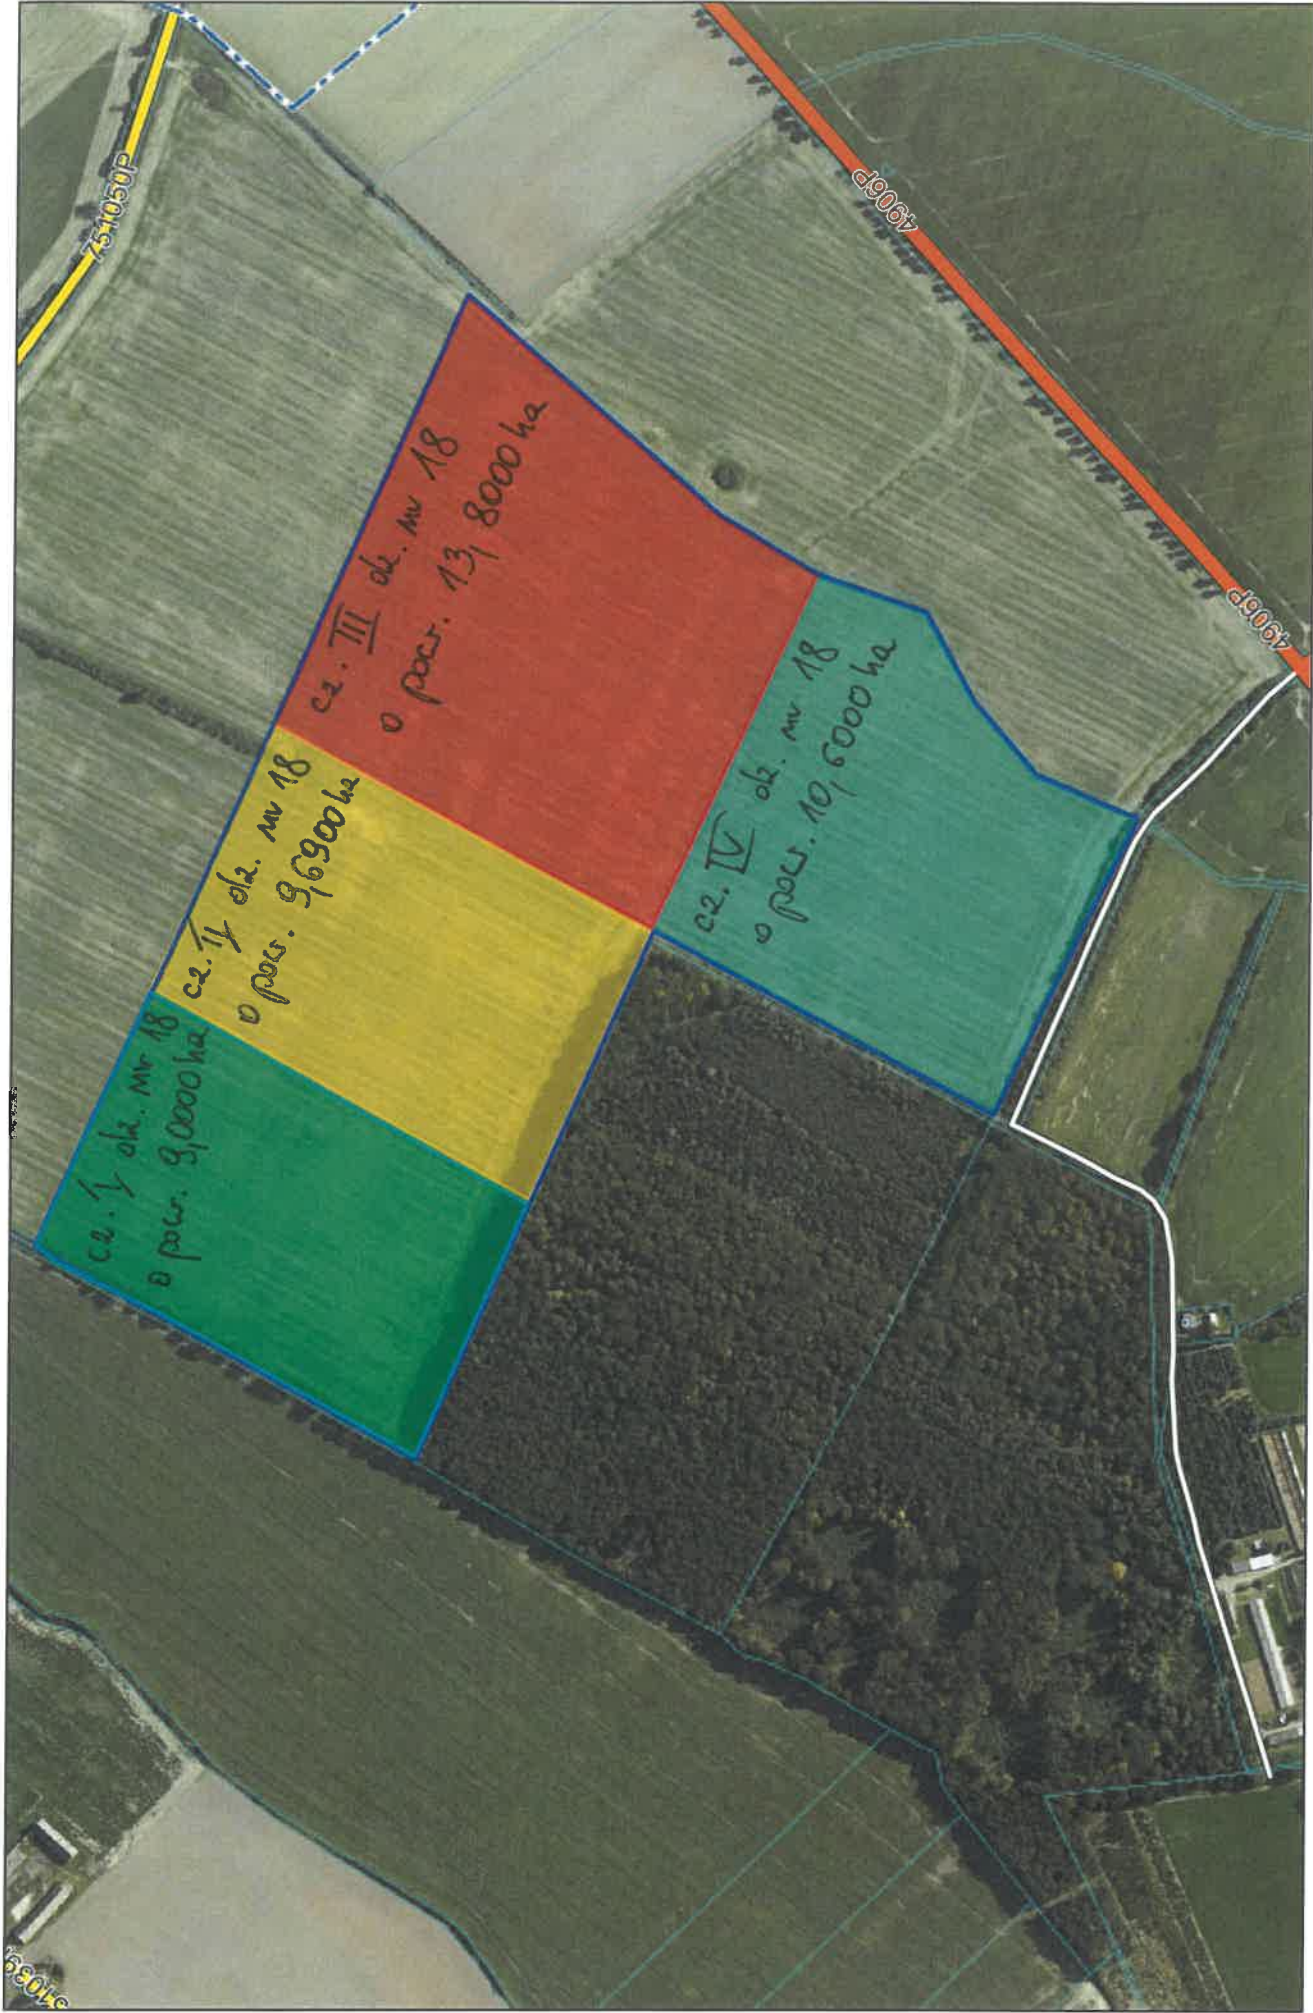 751050P
4906P
4906P
cz. III dz. nr 18
o pow. 13,8000 ha
cz. IV dz. nr 18
o pow. 10,6000 ha
cz. II dz. nr 18
o pow. 9,6900 ha
cz. I dz. nr 18
o pow. 9,0000 ha